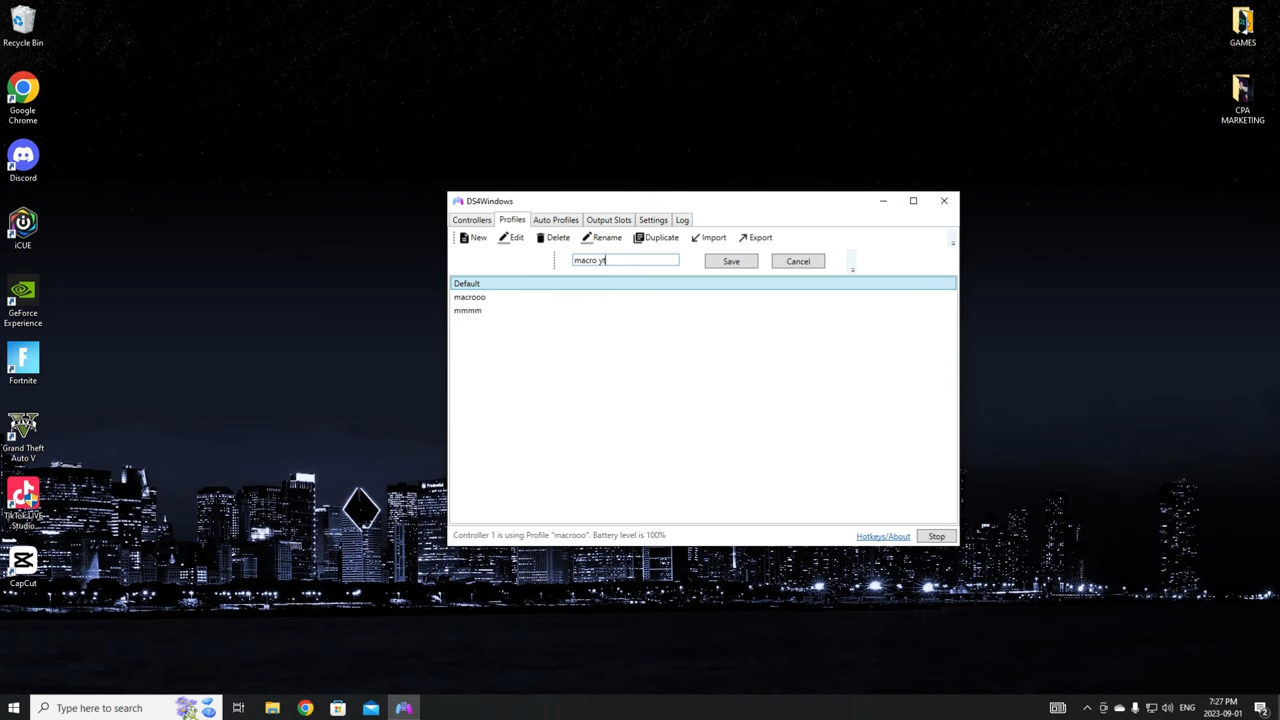 Recycle Bin
Google
Chrome
Discord
iCUE
GeForce
Experience
Fortnite
Grand Theft
Auto V
TikTok LIVE
Studio
CapCut
GAMES
CPA
MARKETING
DS4Windows
Controllers Profiles Auto Profiles Output Slots Settings Log
New Edit Delete Rename Duplicate Import Export
macro yt Save Cancel
Default
macrooo
mmmm
Controller 1 is using Profile "macrooo". Battery level is 100% Hotkeys/About Stop
Type here to search
ENG
7:27 PM
2023-09-01
2